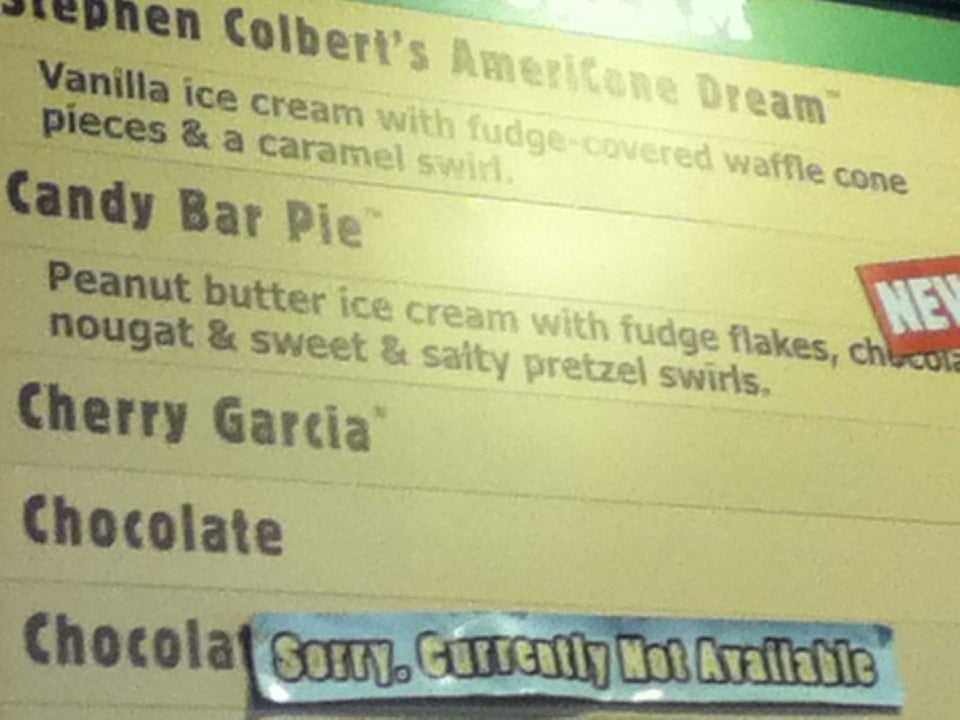 Stephen Colbert's AmeriCone Dream™
Vanilla ice cream with fudge-covered waffle cone
pieces & a caramel swirl.
Candy Bar Pie™
NEW
Peanut butter ice cream with fudge flakes, chocola
nougat & sweet & salty pretzel swirls.
Cherry Garcia®
Chocolate
Chocolat
Sorry. Currently Not Available